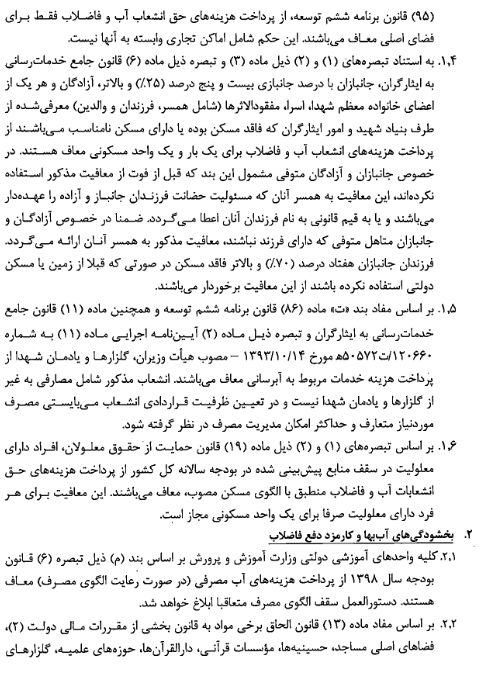 (۹۵) قانون برنامه ششم توسعه، از پرداخت هزینه‌های حق انشعاب آب و فاضلاب فقط برای
فضای اصلی معاف می‌باشند. این حکم شامل اماکن تجاری وابسته به آنها نیست.
۱,۴. به استناد تبصره‌های (۱) و (۲) ذیل ماده (۳) و تبصره ذیل ماده (۶) قانون جامع خدمات‌رسانی
به ایثارگران، جانبازان با درصد جانبازی بیست و پنج درصد (۲۵٪) و بالاتر، آزادگان و هر یک از
اعضای خانواده معظم شهدا، اسرا، مفقودالاثرها (شامل همسر، فرزندان و والدین) معرفی‌شده از
طرف بنیاد شهید و امور ایثارگران که فاقد مسکن بوده یا دارای مسکن نامناسب می‌باشند از
پرداخت هزینه‌های انشعاب آب و فاضلاب برای یک بار و یک واحد مسکونی معاف هستند. در
خصوص جانبازان و آزادگان متوفی مشمول این بند که قبل از فوت از معافیت مذکور استفاده
نکرده‌اند، این معافیت به همسر آنان که مسئولیت حضانت فرزندان جانباز و آزاده را عهده‌دار
می‌باشند و یا به قیم قانونی به نام فرزندان آنان اعطا می‌گردد. ضمنا در خصوص آزادگان و
جانبازان متاهل متوفی که دارای فرزند نباشند، معافیت مذکور به همسر آنان ارائه می‌گردد.
فرزندان جانبازان هفتاد درصد (۷۰٪) و بالاتر فاقد مسکن در صورتی که قبلا از زمین یا مسکن
دولتی استفاده نکرده باشند از این معافیت برخوردار می‌باشند.
۱,۵. بر اساس مفاد بند «ت» ماده (۸۶) قانون برنامه ششم توسعه و همچنین ماده (۱۱) قانون جامع
خدمات‌رسانی به ایثارگران و تبصره ذیل ماده (۲) آیین‌نامه اجرایی ماده (۱۱) به شماره
۱۲۰۶۶۰/ت۵۰۵۷۲ه مورخ ۱۳۹۳/۱۰/۱۴ – مصوب هیأت وزیران، گلزارها و یادمان شهدا از
پرداخت هزینه خدمات مربوط به آبرسانی معاف می‌باشند. انشعاب مذکور شامل مصارفی به غیر
از گلزارها و یادمان شهدا نیست و در تعیین ظرفیت قراردادی انشعاب می‌بایستی مصرف
موردنیاز متعارف و حداکثر امکان مدیریت مصرف در نظر گرفته شود.
۱,۶. بر اساس تبصره‌های (۱) و (۲) ذیل ماده (۱۹) قانون حمایت از حقوق معلولان، افراد دارای
معلولیت در سقف منابع پیش‌بینی شده در بودجه سالانه کل کشور از پرداخت هزینه‌های حق
انشعابات آب و فاضلاب منطبق با الگوی مسکن مصوب، معاف می‌باشند. این معافیت برای هر
فرد دارای معلولیت صرفا برای یک واحد مسکونی مجاز است.
۲. بخشودگی‌های آب‌بها و کارمزد دفع فاضلاب
۲,۱. کلیه واحدهای آموزشی دولتی وزارت آموزش و پرورش بر اساس بند (م) ذیل تبصره (۶) قانون
بودجه سال ۱۳۹۸ از پرداخت هزینه‌های آب مصرفی (در صورت رعایت الگوی مصرف) معاف
هستند. دستورالعمل سقف الگوی مصرف متعاقبا ابلاغ خواهد شد.
۲,۲. بر اساس مفاد ماده (۱۳) قانون الحاق برخی مواد به قانون بخشی از مقررات مالی دولت (۲)،
فضاهای اصلی مساجد، حسینیه‌ها، مؤسسات قرآنی، دارالقرآن‌ها، حوزه‌های علمیه، گلزارهای